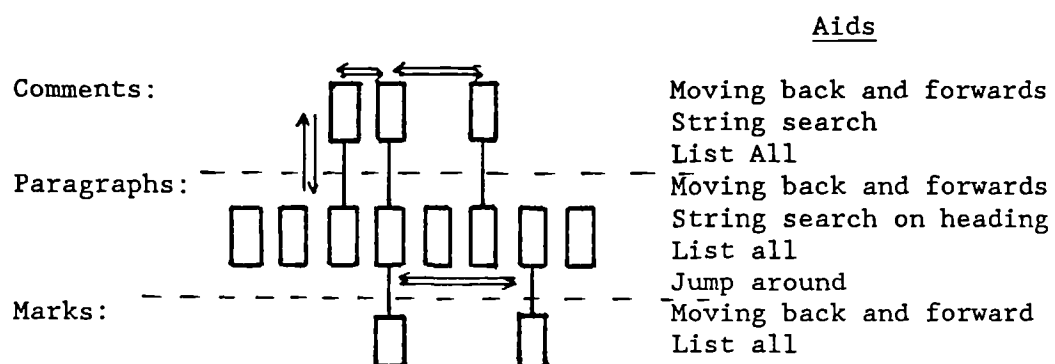 Aids
Comments:
Moving back and forwards
String search
List All
Paragraphs:
Moving back and forwards
String search on heading
List all
Jump around
Marks:
Moving back and forward
List all